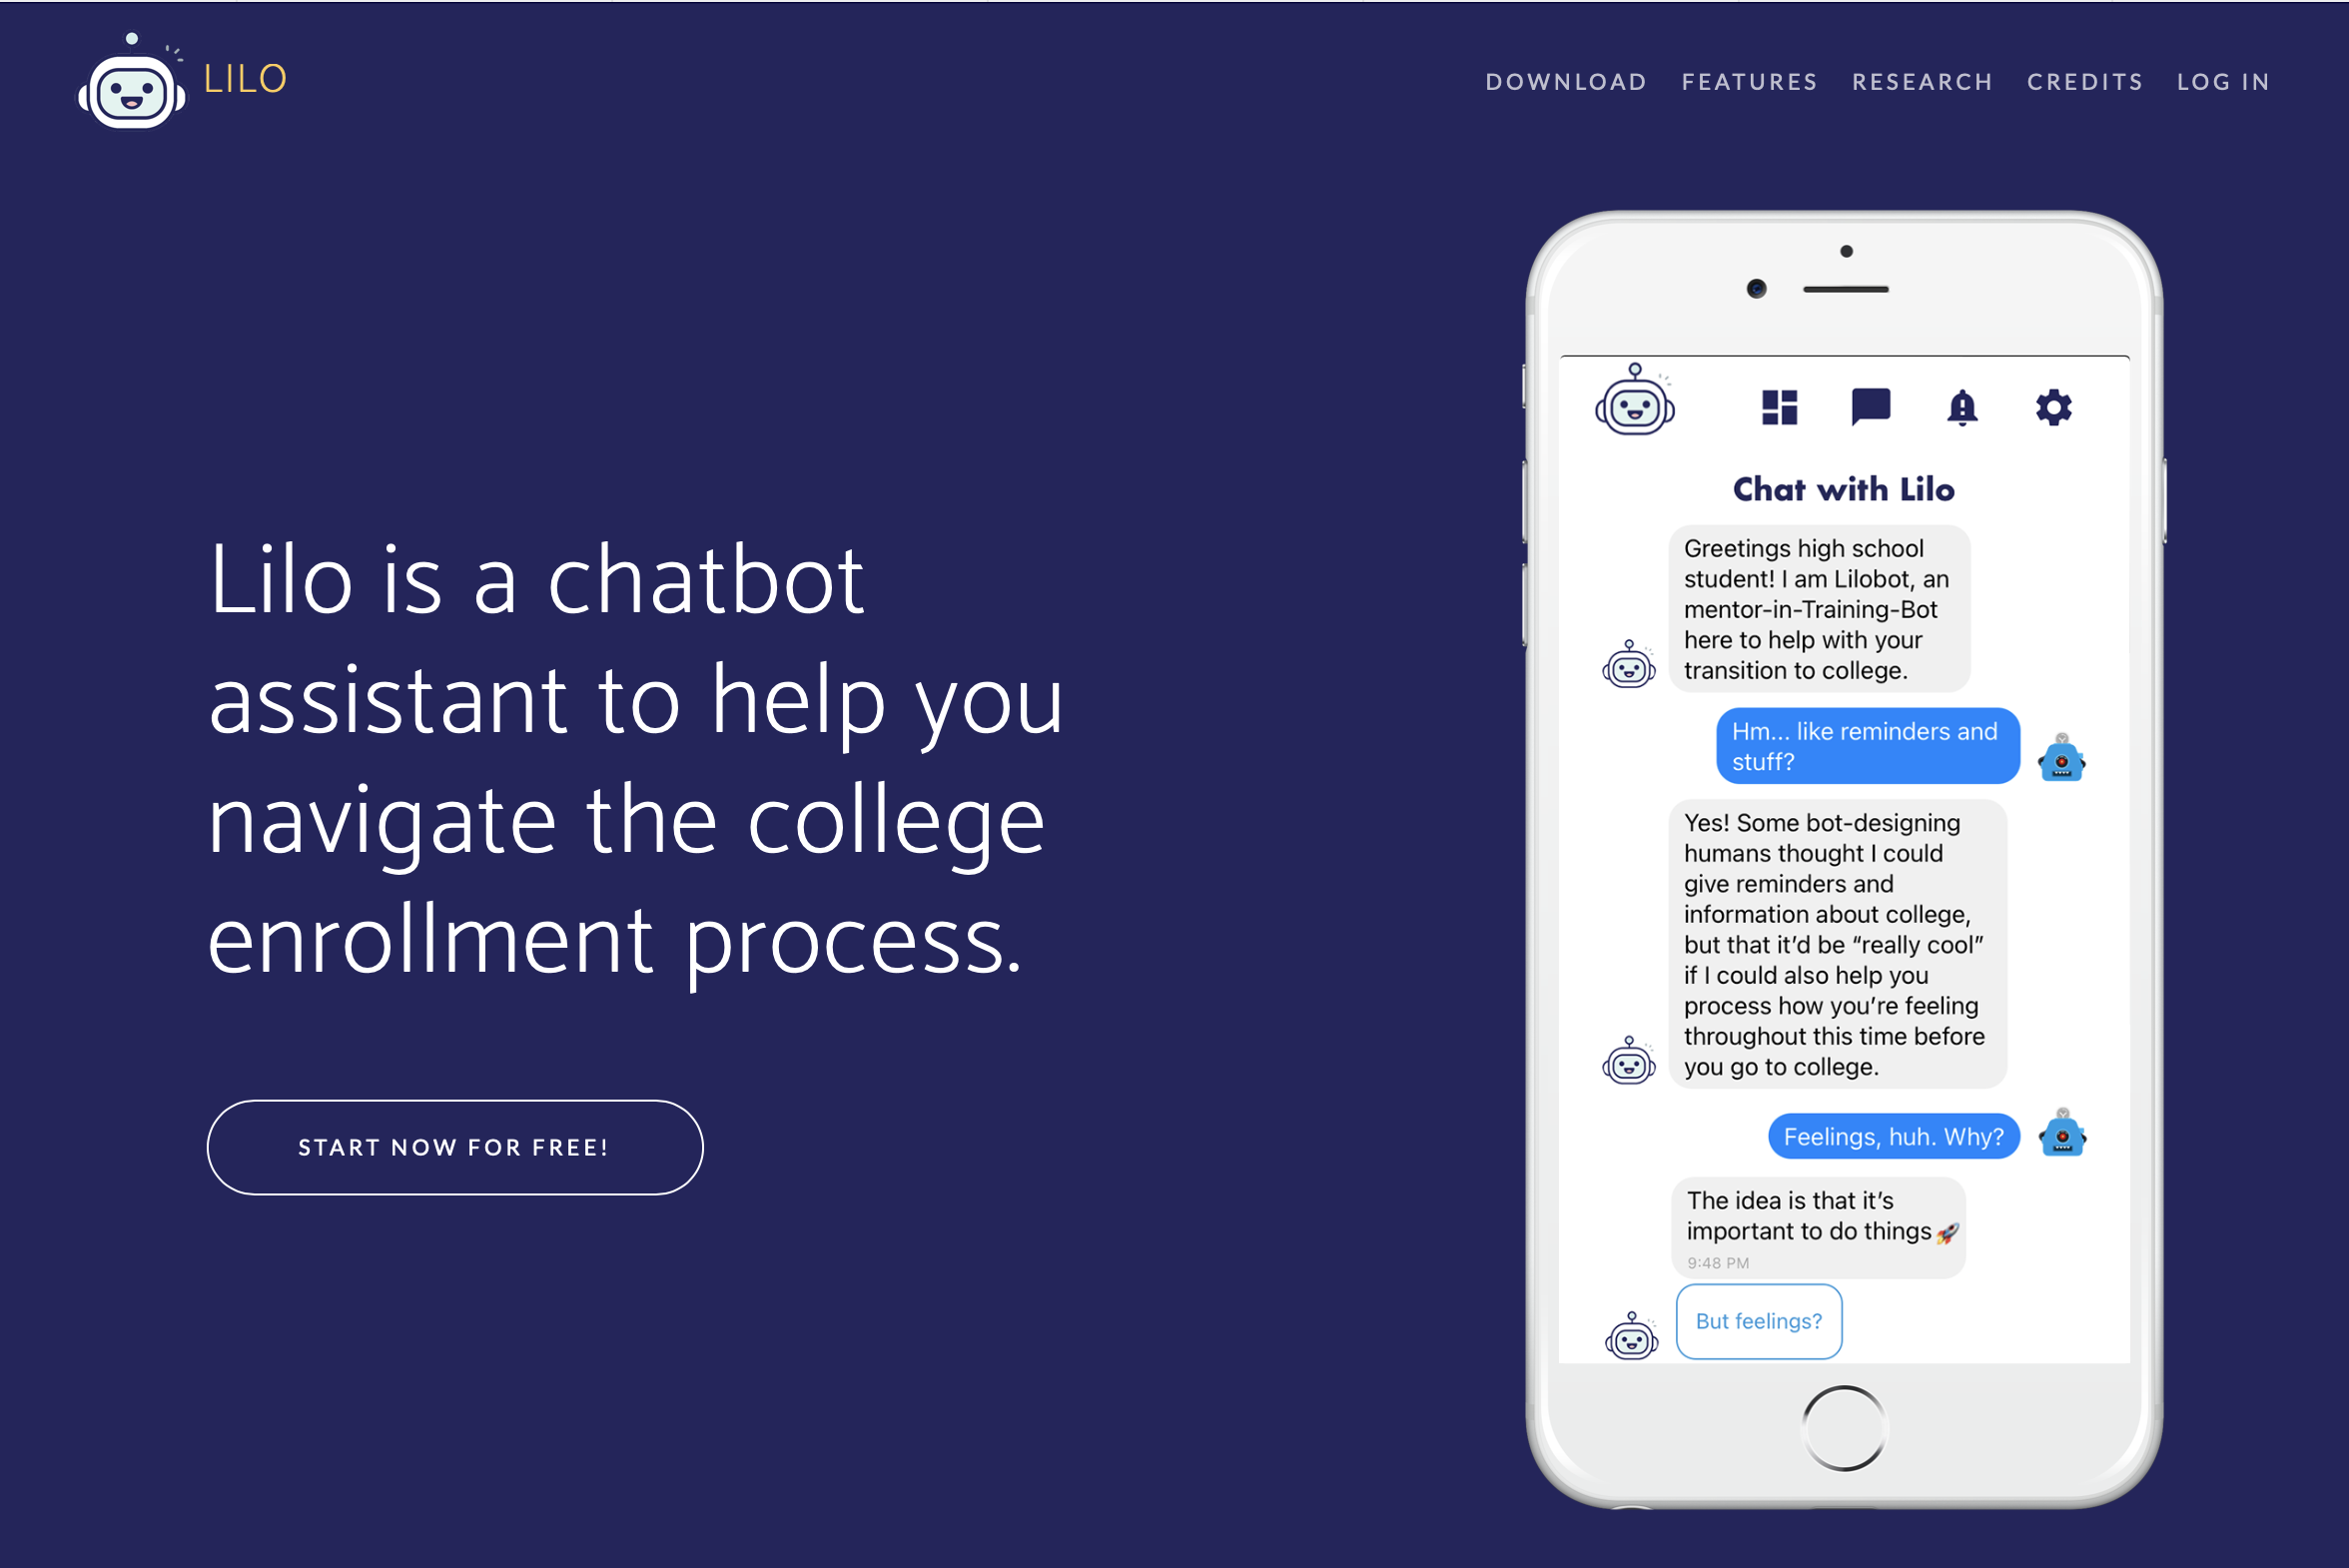 LILO
DOWNLOAD FEATURES RESEARCH CREDITS LOG IN
Lilo is a chatbot
assistant to help you
navigate the college
enrollment process.
START NOW FOR FREE!
Chat with Lilo
Greetings high school
student! I am Lilobot, an
mentor-in-Training-Bot
here to help with your
transition to college.
Hm... like reminders and
stuff?
Yes! Some bot-designing
humans thought I could
give reminders and
information about college,
but that it’d be “really cool”
if I could also help you
process how you’re feeling
throughout this time before
you go to college.
Feelings, huh. Why?
The idea is that it’s
important to do things🚀
9:48 PM
But feelings?